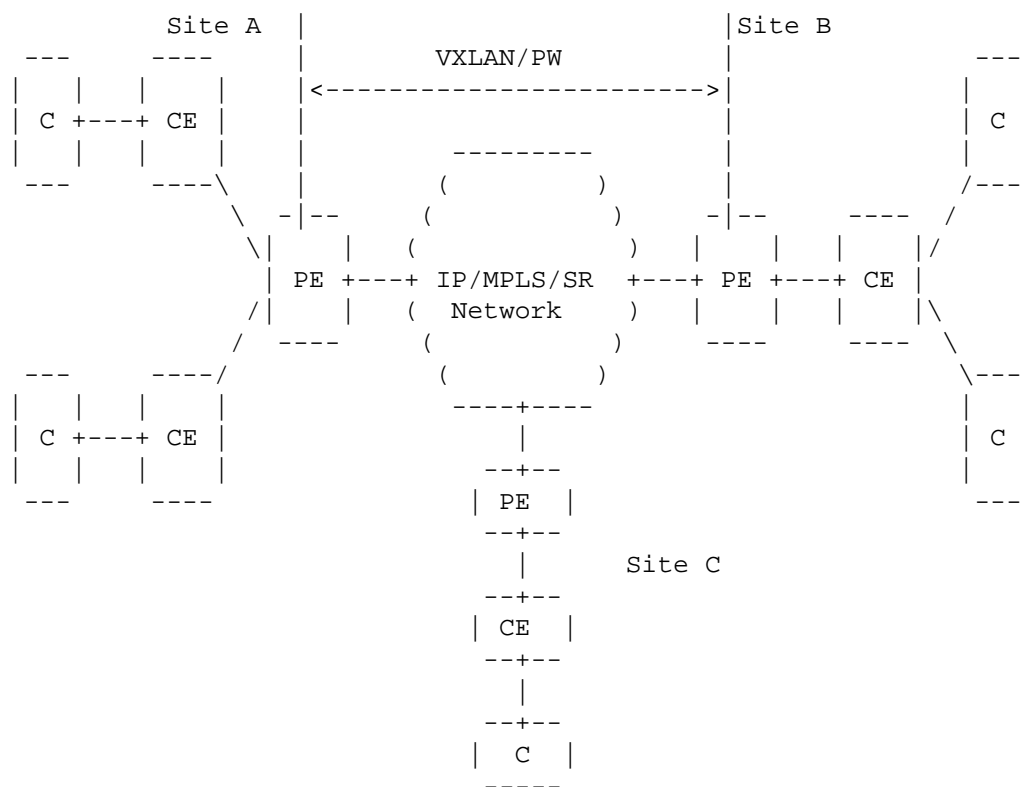 Site A Site B
VXLAN/PW
C CE C
PE IP/MPLS/SR PE CE
Network
C CE C
PE
Site C
CE
C